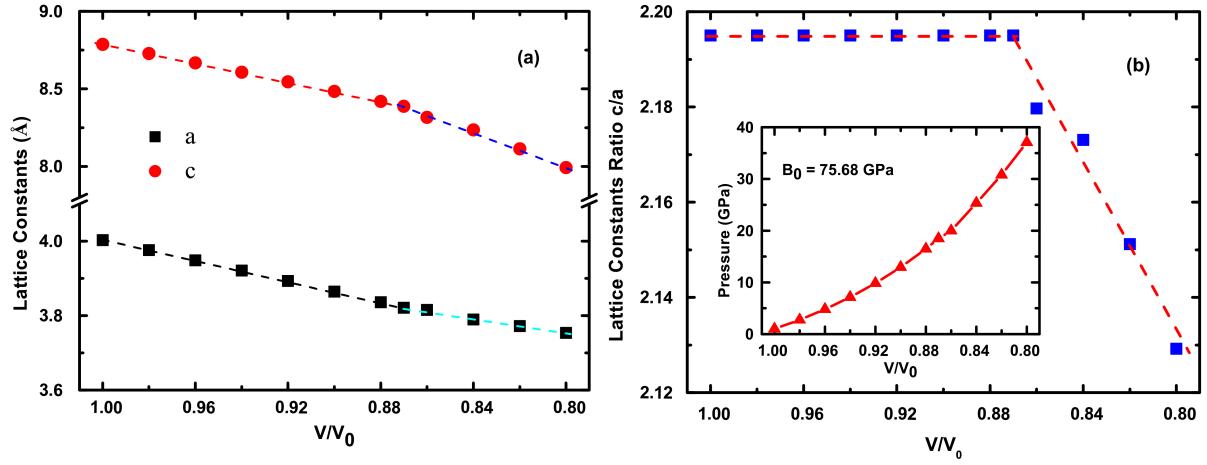 9.0
8.5
8.0
4.0
3.8
3.6
Lattice Constants (Å)
(a)
a
c
1.00 0.96 0.92 0.88 0.84 0.80
V/V0
2.20
2.18
2.16
2.14
2.12
Lattice Constants Ratio c/a
(b)
40
30
20
10
0
Pressure (GPa)
B0 = 75.68 GPa
1.00 0.96 0.92 0.88 0.84 0.80
V/V0
1.00 0.96 0.92 0.88 0.84 0.80
V/V0